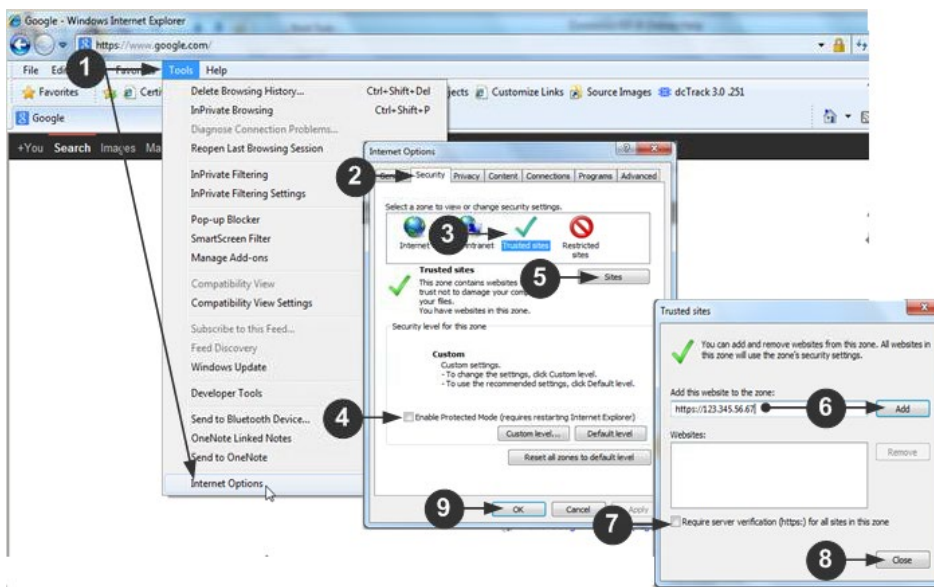 Google - Windows Internet Explorer
https://www.google.com/
File Favorites Tools Help
Favorites Customize Links Source Images dcTrack 3.0 .251
Google
+You Search Images
1
Delete Browsing History... Ctrl+Shift+Del
InPrivate Browsing Ctrl+Shift+P
Diagnose Connection Problems...
Reopen Last Browsing Session
InPrivate Filtering
InPrivate Filtering Settings
Pop-up Blocker
SmartScreen Filter
Manage Add-ons
Compatibility View
Compatibility View Settings
Subscribe to this Feed...
Feed Discovery
Windows Update
Developer Tools
Send to Bluetooth Device...
OneNote Linked Notes
Send to OneNote
Internet Options
Internet Options
2
Security Privacy Content Connections Programs Advanced
Select a zone to view or change security settings.
3
Internet Trusted sites Restricted
sites
Trusted sites
5
Sites
This zone contains websites
trust not to damage your
your files.
You have websites in this zone.
Security level for this zone
Custom
Custom settings.
- To change the settings, click Custom level.
- To use the recommended settings, click Default level.
4
Enable Protected Mode (requires restarting Internet Explorer)
Custom level... Default level
Reset all zones to default level
9
OK Cancel Apply
Trusted sites
You can add and remove websites from this zone. All websites in
this zone will use the zone's security settings.
Add this website to the zone:
https://123.345.56.67
6
Add
Websites:
Remove
7
Require server verification (https:) for all sites in this zone
8
Close